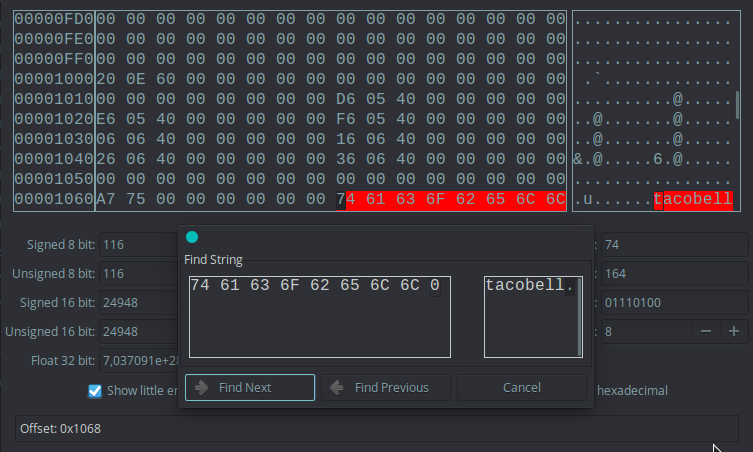 00000FD0 00 00 00 00 00 00 00 00 00 00 00 00 00 00 00 00 ................
00000FE0 00 00 00 00 00 00 00 00 00 00 00 00 00 00 00 00 ................
00000FF0 00 00 00 00 00 00 00 00 00 00 00 00 00 00 00 00 ................
00001000 20 0E 60 00 00 00 00 00 00 00 00 00 00 00 00 00  .`.............
00001010 00 00 00 00 00 00 00 00 D6 05 40 00 00 00 00 00 ..........@.....
00001020 E6 05 40 00 00 00 00 00 F6 05 40 00 00 00 00 00 ..@.......@.....
00001030 06 06 40 00 00 00 00 00 16 06 40 00 00 00 00 00 ..@.......@.....
00001040 26 06 40 00 00 00 00 00 36 06 40 00 00 00 00 00 &.@.....6.@.....
00001050 00 00 00 00 00 00 00 00 00 00 00 00 00 00 00 00 ................
00001060 A7 75 00 00 00 00 00 00 74 61 63 6F 62 65 6C 6C .u......tacobell
Signed 8 bit: 116 : 74
Find String
Unsigned 8 bit: 116 : 164
74 61 63 6F 62 65 6C 6C 0 tacobell.
Signed 16 bit: 24948 : 01110100
Unsigned 16 bit: 24948 : 8 − +
Float 32 bit: 7,037091e+28
Find Next Find Previous Cancel
Show little en hexadecimal
Offset: 0x1068